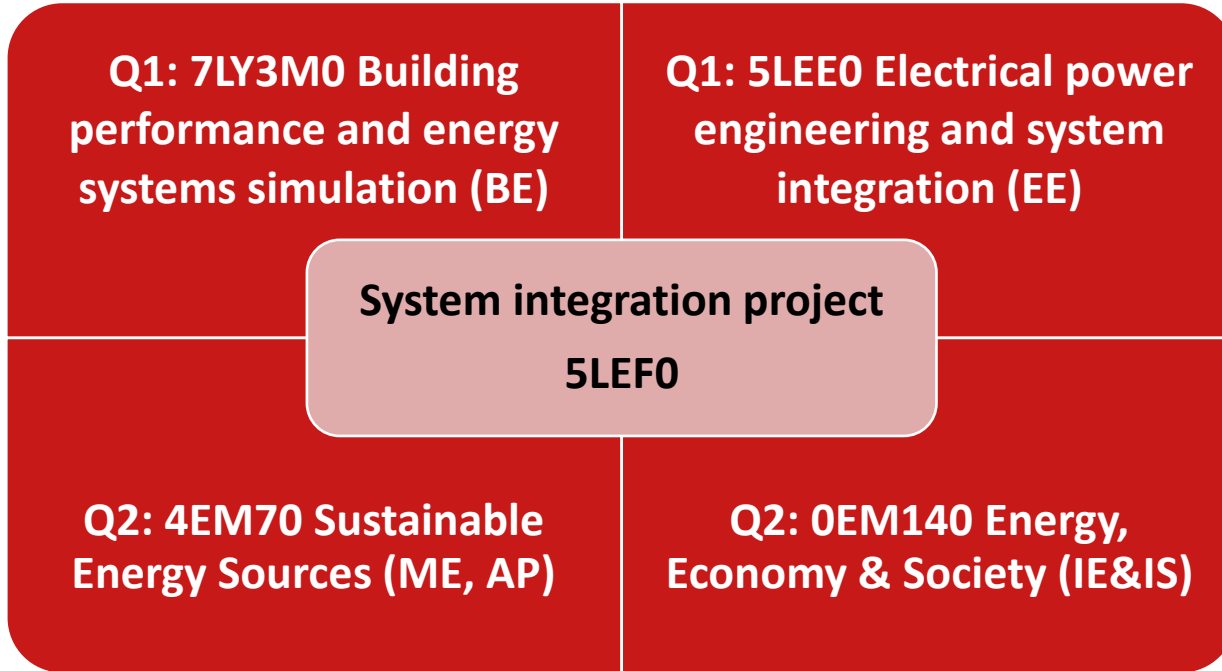 Q1: 7LY3M0 Building
performance and energy
systems simulation (BE)
Q1: 5LEE0 Electrical power
engineering and system
integration (EE)
System integration project
5LEF0
Q2: 4EM70 Sustainable
Energy Sources (ME, AP)
Q2: 0EM140 Energy,
Economy & Society (IE&IS)